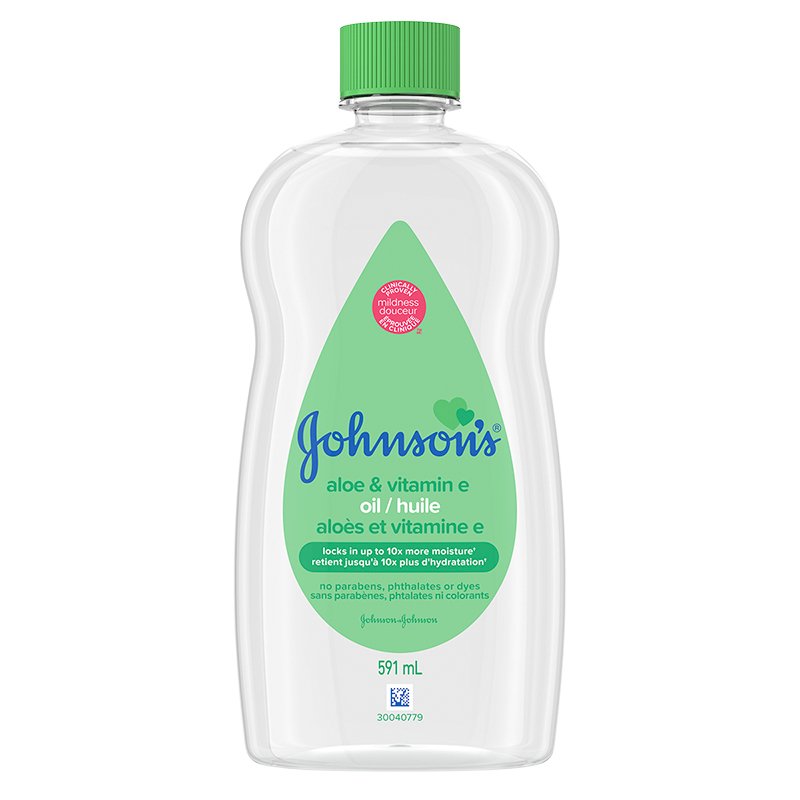 CLINICALLY
PROVEN
mildness
douceur
ÉPROUVÉE
EN CLINIQUE
Johnson's®
aloe & vitamin e
oil / huile
aloès et vitamine e
locks in up to 10x more moisture†
retient jusqu'à 10x plus d'hydratation†
no parabens, phthalates or dyes
sans parabènes, phtalates ni colorants
Johnson & Johnson
591 mL
30040779